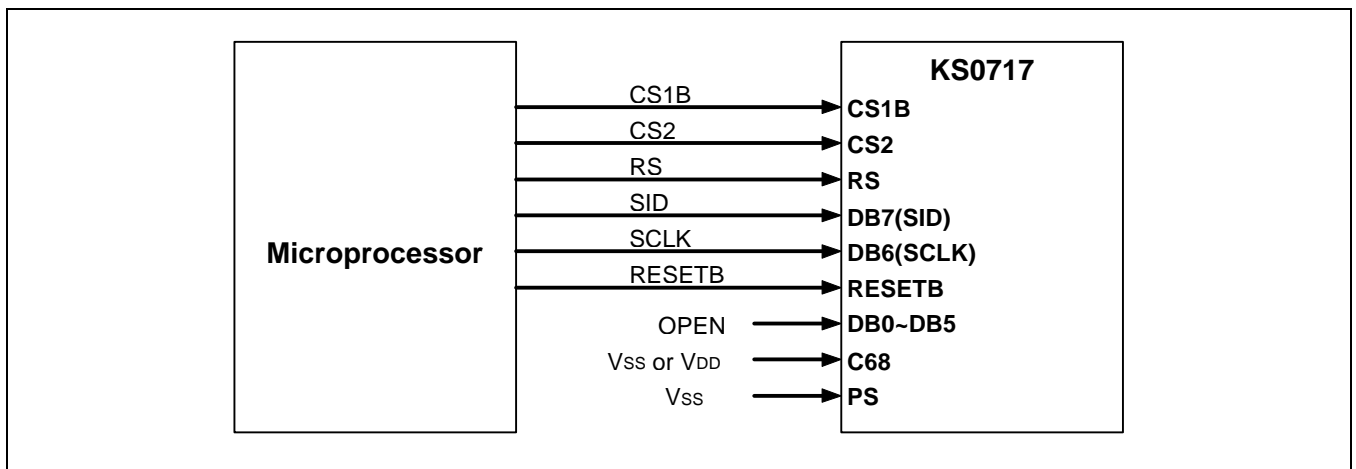 KS0717
Microprocessor
CS1B CS1B
CS2 CS2
RS RS
SID DB7(SID)
SCLK DB6(SCLK)
RESETB RESETB
OPEN DB0~DB5
VSS or VDD C68
VSS PS